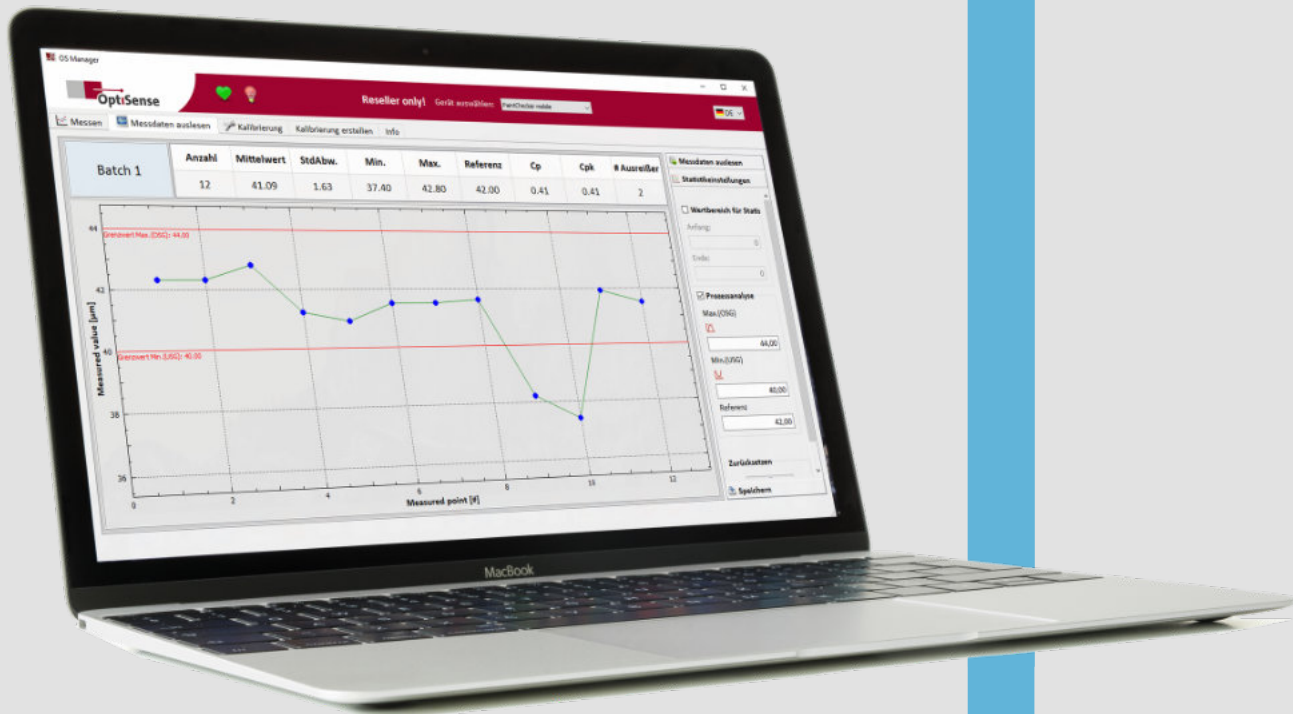 OS Manager
OptiSense
Reseller only! Gerät auswählen: PaintChecker mobile
DE
Messen Messdaten auslesen Kalibrierung Kalibrierung erstellen Info
Batch 1
Anzahl Mittelwert StdAbw. Min. Max. Referenz Cp Cpk # Ausreißer
12 41.09 1.63 37.40 42.80 42.00 0.41 0.41 2
Messdaten auslesen
Statistikeinstellungen
Wertbereich für Statis
Anfang:
0
Ende:
0
Prozessanalyse
Max.(OSG)
44,00
Min.(USG)
40,00
Referenz
42,00
Zurücksetzen
Speichern
Measured value [µm]
44
42
40
38
36
Grenzwert Max.(OSG): 44,00
Grenzwert Min.(USG): 40,00
0 2 4 6 8 10 12
Measured point [#]
MacBook